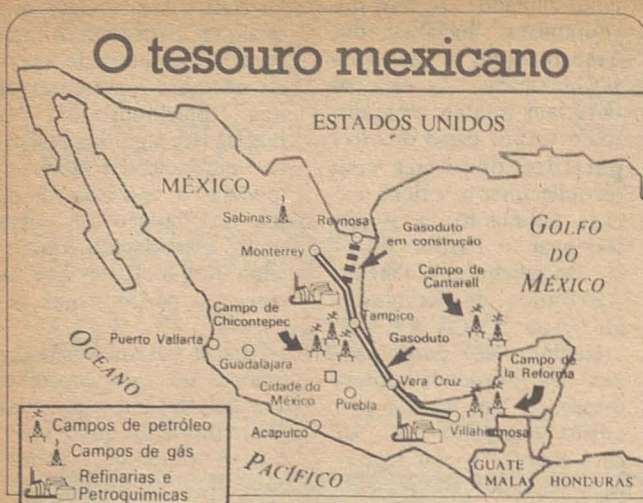 O tesouro mexicano
ESTADOS UNIDOS
MÉXICO
Sabinas
Reynosa
Gasoduto
em construção
GOLFO
DO
MÉXICO
Monterrey
Campo de
Cantarell
Campo de
Chicontepec
Tampico
Puerto Vallarta
Gasoduto
Guadalajara
Campo de
la Reforma
OCEANO
Cidade do
México
Vera Cruz
Puebla
Acapulco
Villahermosa
PACÍFICO
GUATE
MALA
HONDURAS
Campos de petróleo
Campos de gás
Refinarias e
Petroquímicas